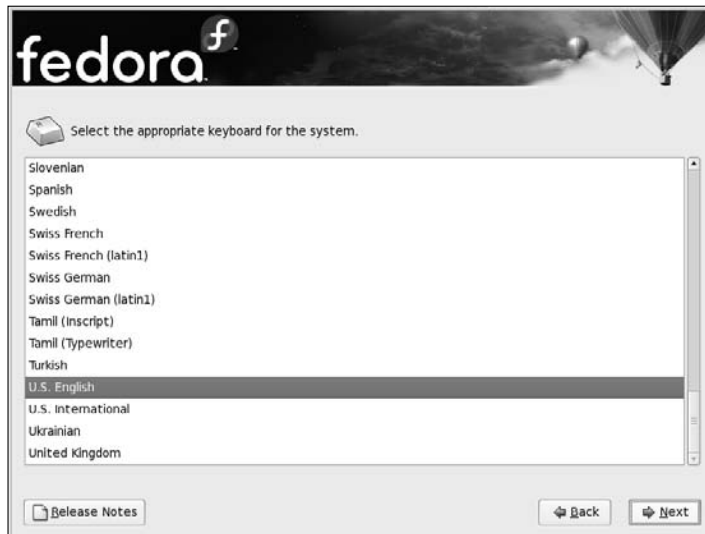 fedora
Select the appropriate keyboard for the system.
Slovenian
Spanish
Swedish
Swiss French
Swiss French (latin1)
Swiss German
Swiss German (latin1)
Tamil (Inscript)
Tamil (Typewriter)
Turkish
U.S. English
U.S. International
Ukrainian
United Kingdom
Release Notes
Back
Next